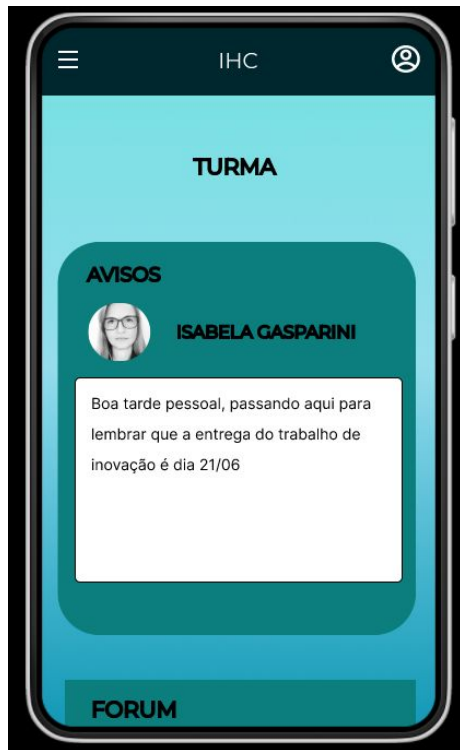 IHC
TURMA
AVISOS
ISABELA GASPARINI
Boa tarde pessoal, passando aqui para
lembrar que a entrega do trabalho de
inovação é dia 21/06
FORUM